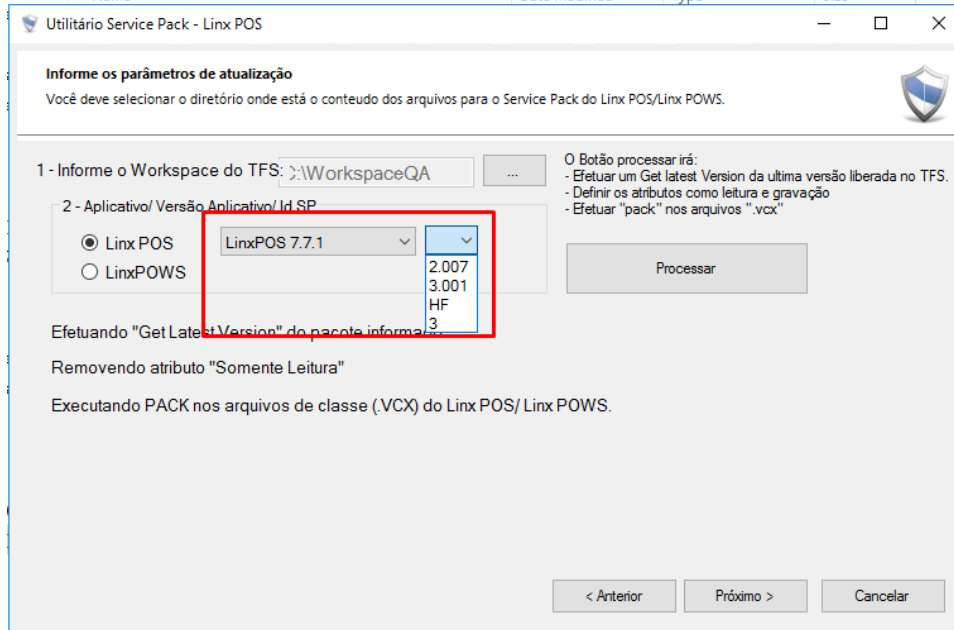 Utilitário Service Pack - Linx POS
Informe os parâmetros de atualização
Você deve selecionar o diretório onde está o conteudo dos arquivos para o Service Pack do Linx POS/Linx POWS.
1 - Informe o Workspace do TFS:
:\WorkspaceQA
...
O Botão processar irá:
- Efetuar um Get latest Version da ultima versão liberada no TFS.
- Definir os atributos como leitura e gravação
- Efetuar "pack" nos arquivos ".vcx"
2 - Aplicativo/ Versão Aplicativo/ Id SP
Linx POS
LinxPOS 7.7.1
LinxPOWS
2.007
3.001
HF
3
Processar
Efetuando "Get Latest Version" do pacote informado
Removendo atributo "Somente Leitura"
Executando PACK nos arquivos de classe (.VCX) do Linx POS/ Linx POWS.
< Anterior
Próximo >
Cancelar